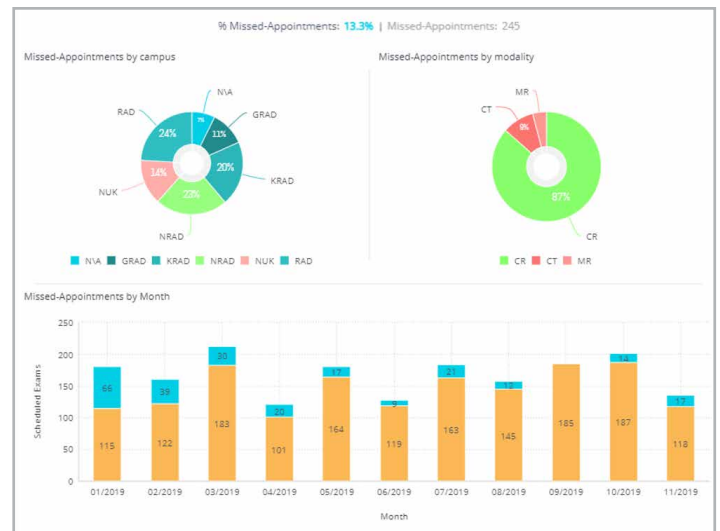 % Missed-Appointments: 13.3% | Missed-Appointments: 245
Missed-Appointments by campus
Missed-Appointments by modality
N\A
GRAD
KRAD
NRAD
NUK
RAD
7%
11%
20%
23%
14%
24%
N\A GRAD KRAD NRAD NUK RAD
MR
CT
CR
9%
87%
CR CT MR
Missed-Appointments by Month
Scheduled Exams
250
200
150
100
50
0
66 39 30 20 17 9 21 12 14 17
115 122 183 101 164 119 163 145 185 187 118
01/2019 02/2019 03/2019 04/2019 05/2019 06/2019 07/2019 08/2019 09/2019 10/2019 11/2019
Month